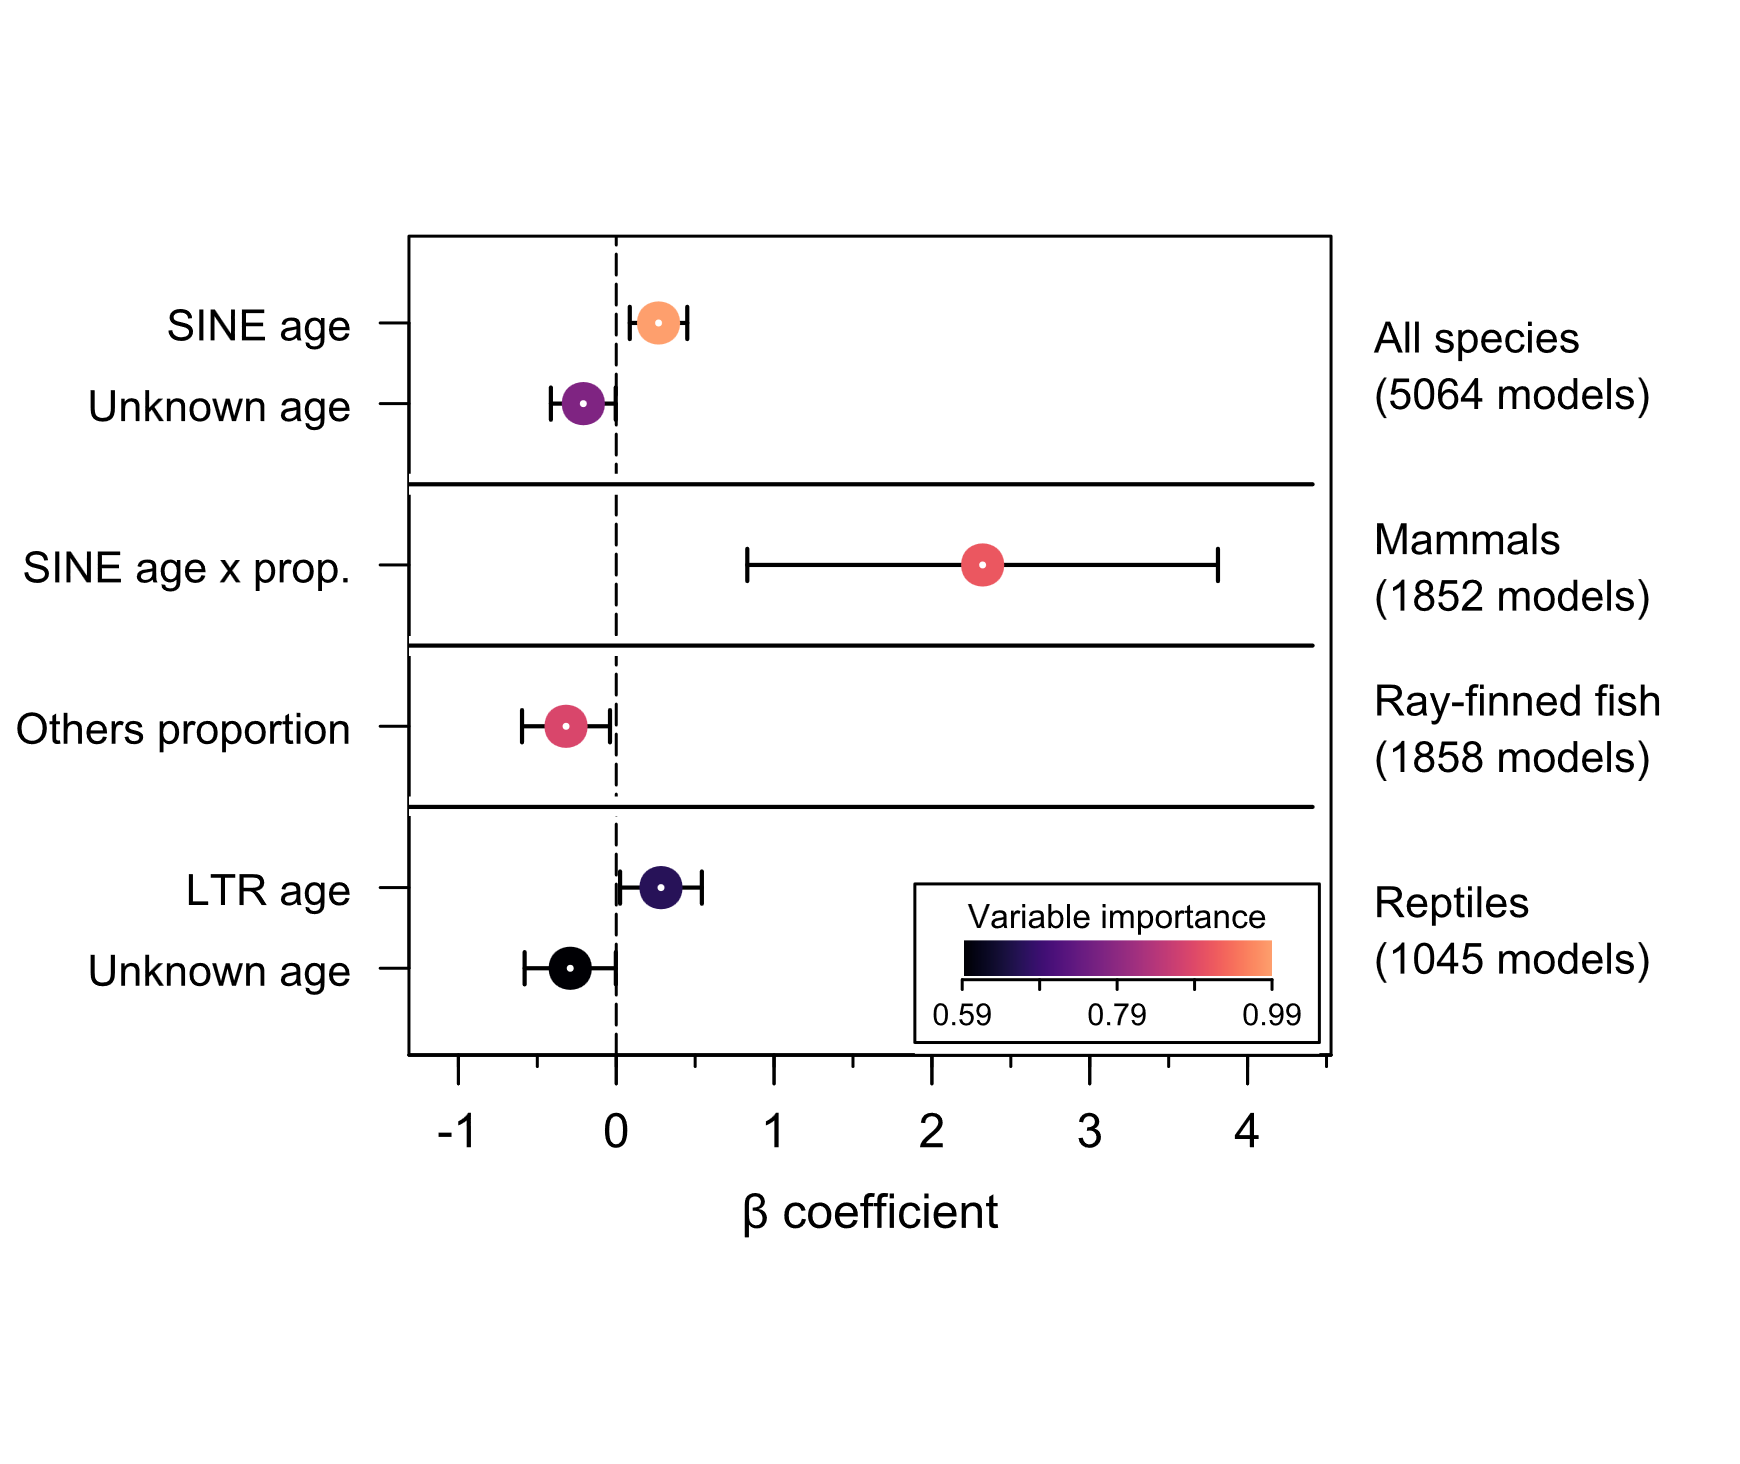 SINE age
Unknown age
All species
(5064 models)
SINE age x prop.
Mammals
(1852 models)
Others proportion
Ray-finned fish
(1858 models)
LTR age
Unknown age
Reptiles
(1045 models)
Variable importance
0.59 0.79 0.99
-1 0 1 2 3 4
β coefficient